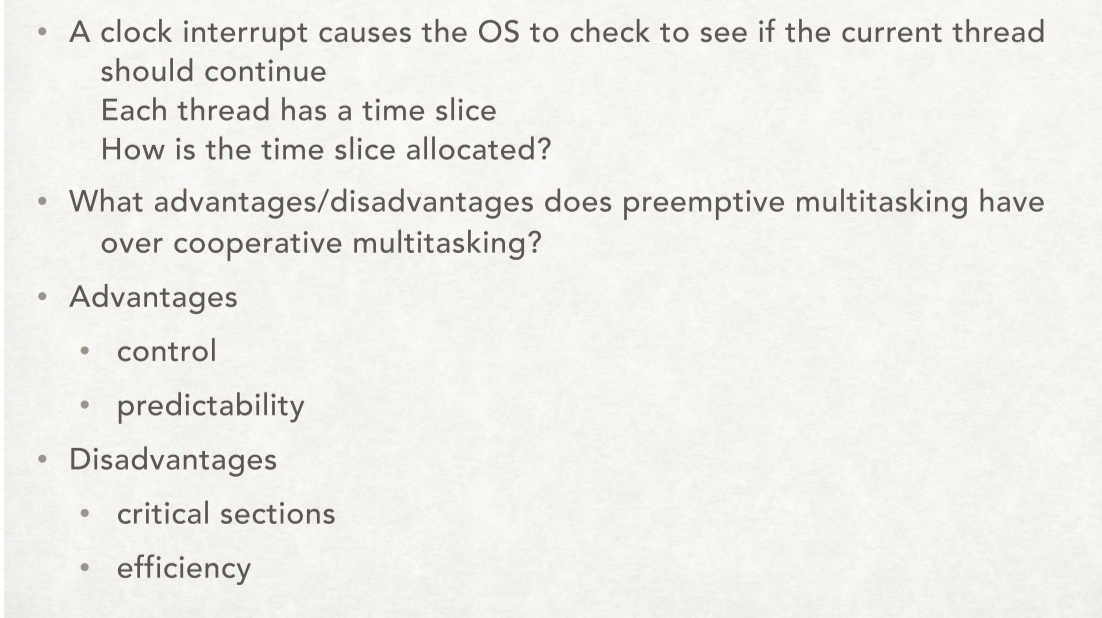 • A clock interrupt causes the OS to check to see if the current thread
should continue
Each thread has a time slice
How is the time slice allocated?
• What advantages/disadvantages does preemptive multitasking have
over cooperative multitasking?
• Advantages
• control
• predictability
• Disadvantages
• critical sections
• efficiency